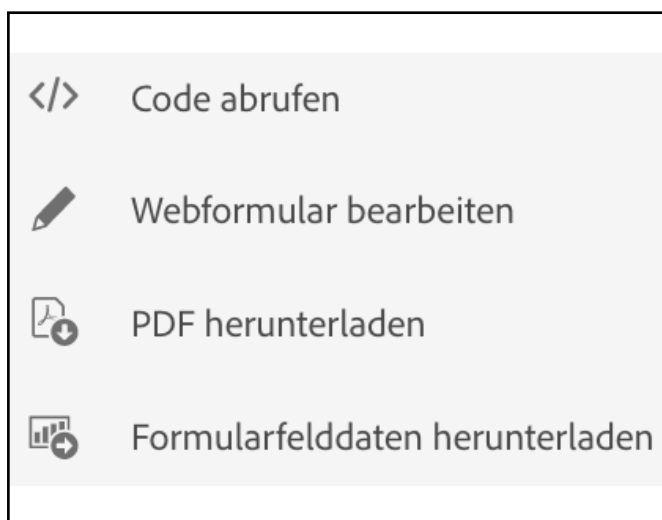 Code abrufen
Webformular bearbeiten
PDF herunterladen
Formularfelddaten herunterladen